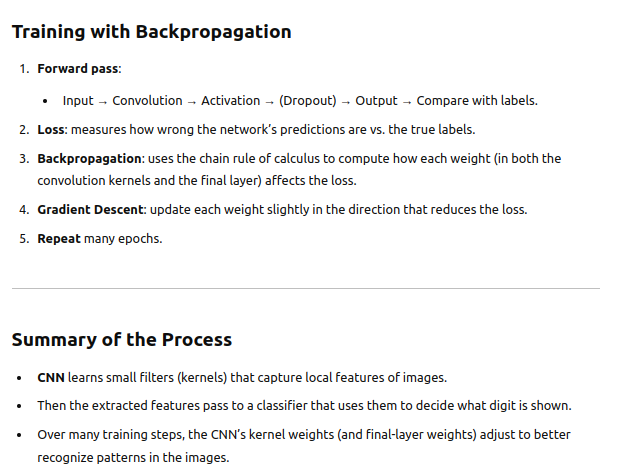 Training with Backpropagation
1. Forward pass:
• Input → Convolution → Activation → (Dropout) → Output → Compare with labels.
2. Loss: measures how wrong the network’s predictions are vs. the true labels.
3. Backpropagation: uses the chain rule of calculus to compute how each weight (in both the
convolution kernels and the final layer) affects the loss.
4. Gradient Descent: update each weight slightly in the direction that reduces the loss.
5. Repeat many epochs.
Summary of the Process
• CNN learns small filters (kernels) that capture local features of images.
• Then the extracted features pass to a classifier that uses them to decide what digit is shown.
• Over many training steps, the CNN’s kernel weights (and final-layer weights) adjust to better
recognize patterns in the images.